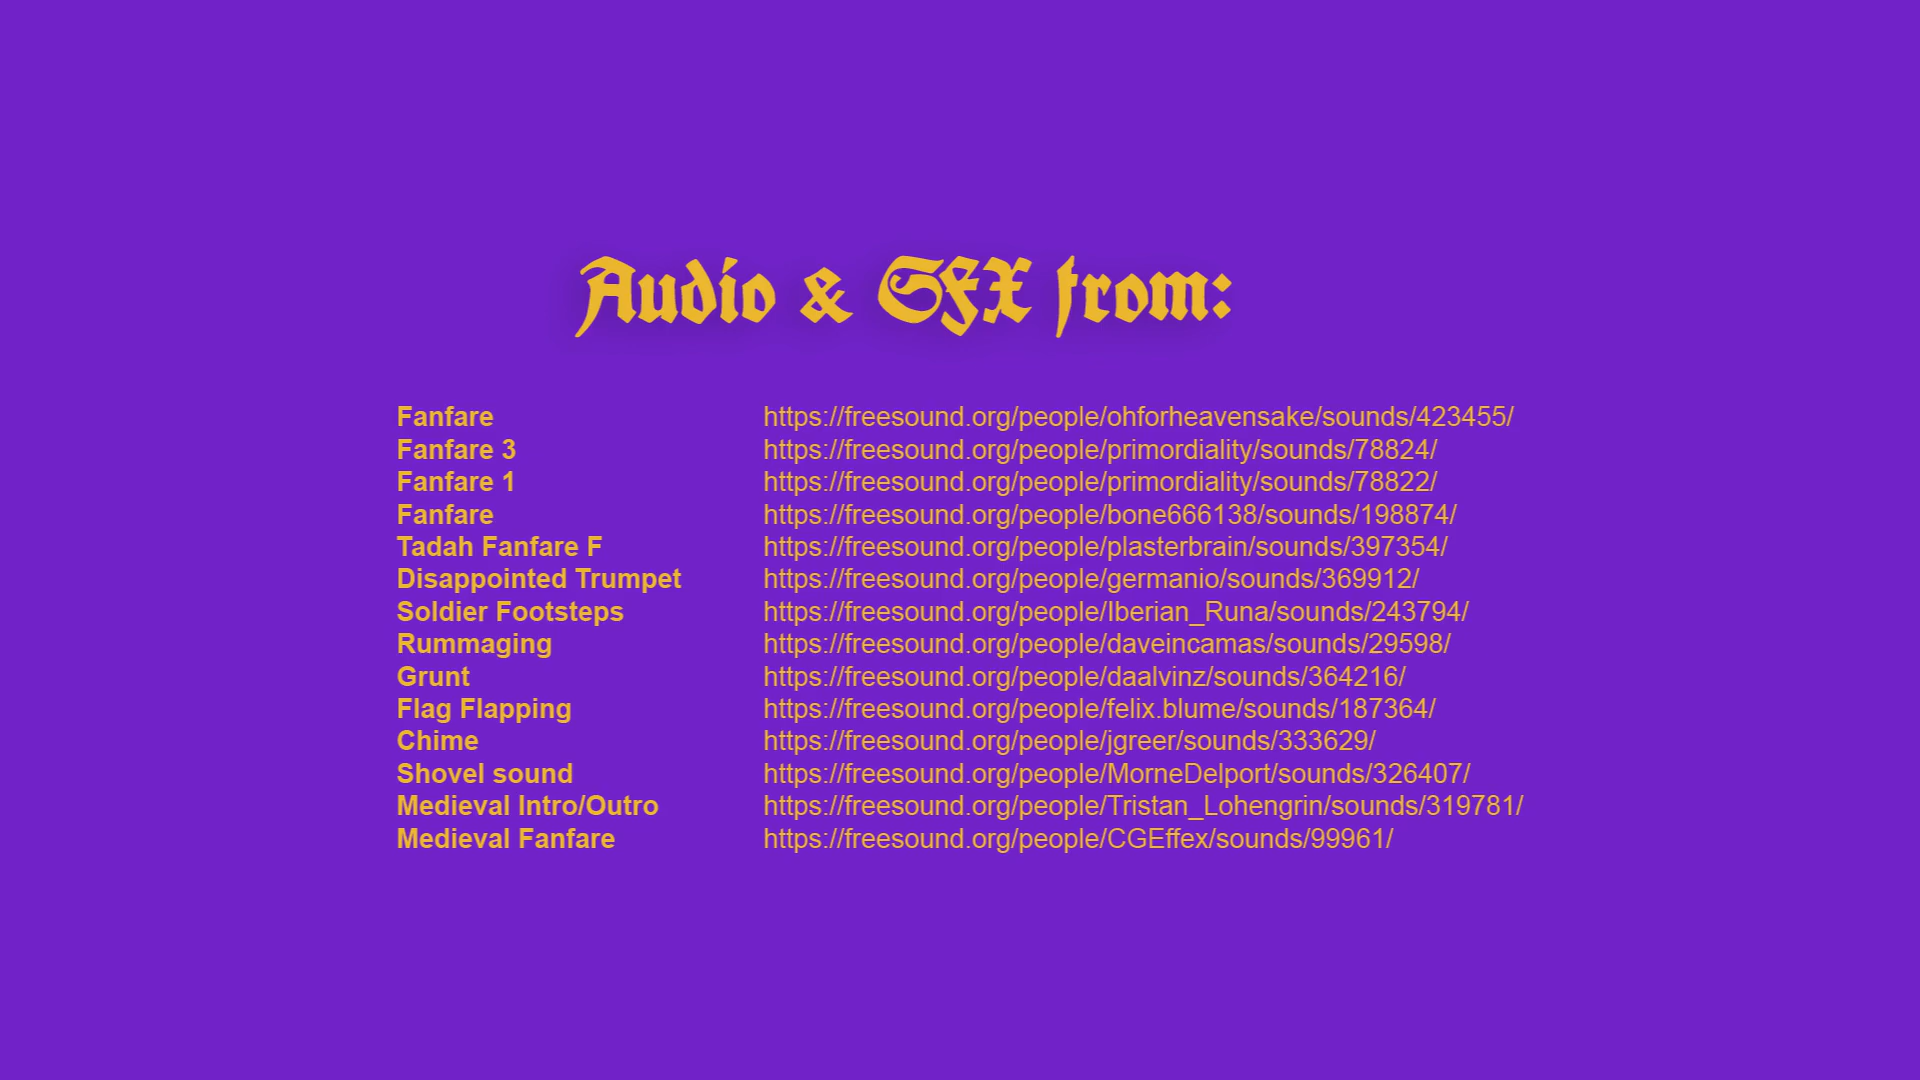 Audio & SFX from:
Fanfare https://freesound.org/people/ohforheavensake/sounds/423455/
Fanfare 3 https://freesound.org/people/primordiality/sounds/78824/
Fanfare 1 https://freesound.org/people/primordiality/sounds/78822/
Fanfare https://freesound.org/people/bone666138/sounds/198874/
Tadah Fanfare F https://freesound.org/people/plasterbrain/sounds/397354/
Disappointed Trumpet https://freesound.org/people/germanio/sounds/369912/
Soldier Footsteps https://freesound.org/people/Iberian_Runa/sounds/243794/
Rummaging https://freesound.org/people/daveincamas/sounds/29598/
Grunt https://freesound.org/people/daalvinz/sounds/364216/
Flag Flapping https://freesound.org/people/felix.blume/sounds/187364/
Chime https://freesound.org/people/jgreer/sounds/333629/
Shovel sound https://freesound.org/people/MorneDelport/sounds/326407/
Medieval Intro/Outro https://freesound.org/people/Tristan_Lohengrin/sounds/319781/
Medieval Fanfare https://freesound.org/people/CGEffex/sounds/99961/